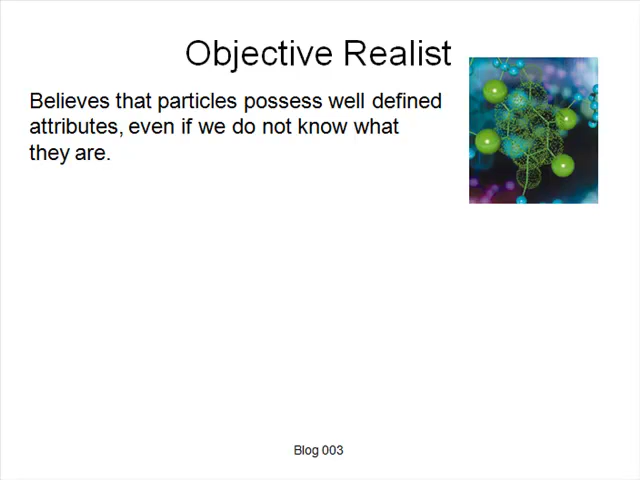 Objective Realist
Believes that particles possess well defined
attributes, even if we do not know what
they are.
Blog 003